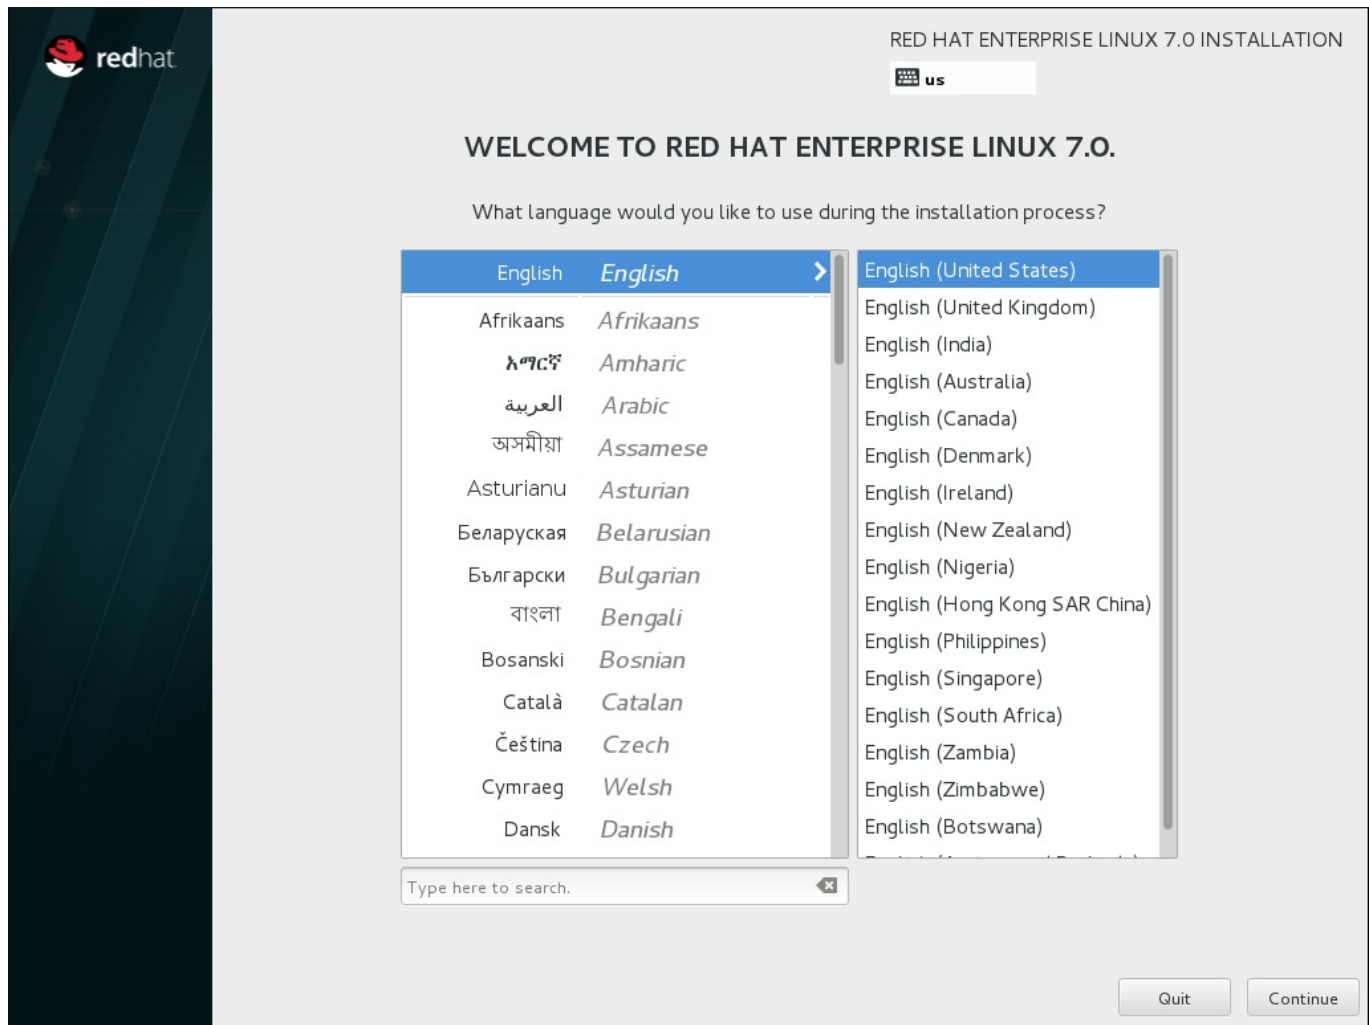 redhat
RED HAT ENTERPRISE LINUX 7.0 INSTALLATION
us
WELCOME TO RED HAT ENTERPRISE LINUX 7.0.
What language would you like to use during the installation process?
English English
Afrikaans Afrikaans
አማርኛ Amharic
العربية Arabic
অসমীয়া Assamese
Asturianu Asturian
Беларуская Belarusian
Български Bulgarian
বাংলা Bengali
Bosanski Bosnian
Català Catalan
Čeština Czech
Cymraeg Welsh
Dansk Danish
English (United States)
English (United Kingdom)
English (India)
English (Australia)
English (Canada)
English (Denmark)
English (Ireland)
English (New Zealand)
English (Nigeria)
English (Hong Kong SAR China)
English (Philippines)
English (Singapore)
English (South Africa)
English (Zambia)
English (Zimbabwe)
English (Botswana)
Type here to search.
Quit
Continue